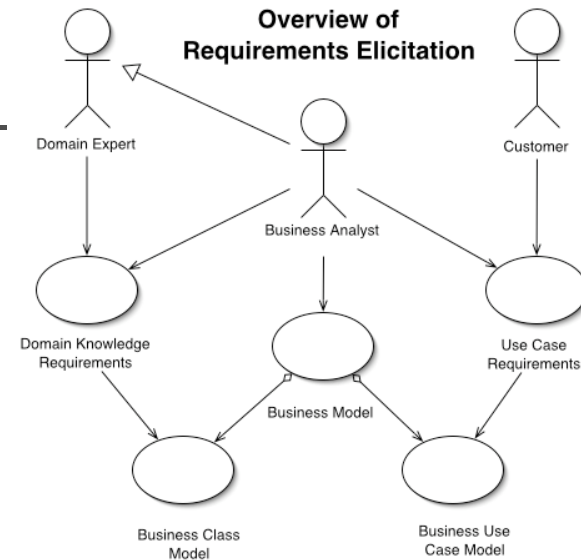 Overview of
Requirements Elicitation
Domain Expert
Customer
Business Analyst
Domain Knowledge
Requirements
Use Case
Requirements
Business Model
Business Class
Model
Business Use
Case Model